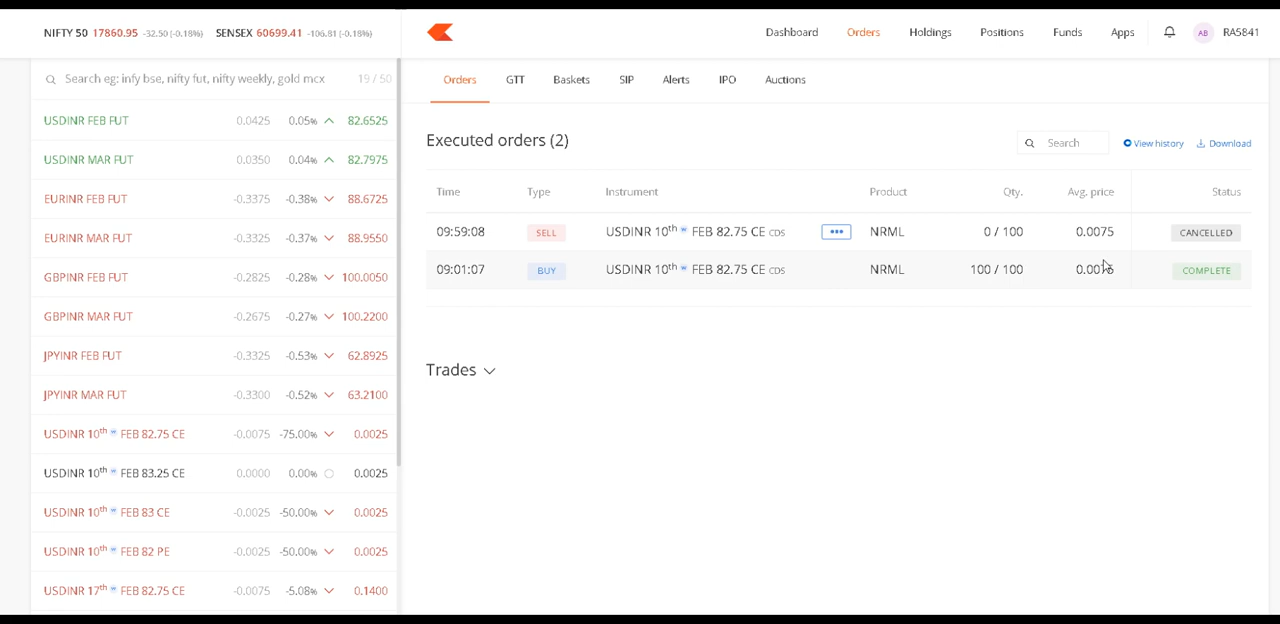 NIFTY 50 17860.95 -32.50 (-0.18%) SENSEX 60699.41 -106.81 (-0.18%)
Dashboard Orders Holdings Positions Funds Apps AB RA5841
Search eg: infy bse, nifty fut, nifty weekly, gold mcx 19 / 50
USDINR FEB FUT 0.0425 0.05% 82.6525
USDINR MAR FUT 0.0350 0.04% 82.7975
EURINR FEB FUT -0.3375 -0.38% 88.6725
EURINR MAR FUT -0.3325 -0.37% 88.9550
GBPINR FEB FUT -0.2825 -0.28% 100.0050
GBPINR MAR FUT -0.2675 -0.27% 100.2200
JPYINR FEB FUT -0.3325 -0.53% 62.8925
JPYINR MAR FUT -0.3300 -0.52% 63.2100
USDINR 10th w FEB 82.75 CE -0.0075 -75.00% 0.0025
USDINR 10th w FEB 83.25 CE 0.0000 0.00% 0.0025
USDINR 10th w FEB 83 CE -0.0025 -50.00% 0.0025
USDINR 10th w FEB 82 PE -0.0025 -50.00% 0.0025
USDINR 17th w FEB 82.75 CE -0.0075 -5.08% 0.1400
Orders GTT Baskets SIP Alerts IPO Auctions
Executed orders (2) Search View history Download
Time Type Instrument Product Qty. Avg. price Status
09:59:08 SELL USDINR 10th w FEB 82.75 CE CDS ••• NRML 0 / 100 0.0075 CANCELLED
09:01:07 BUY USDINR 10th w FEB 82.75 CE CDS NRML 100 / 100 COMPLETE
Trades